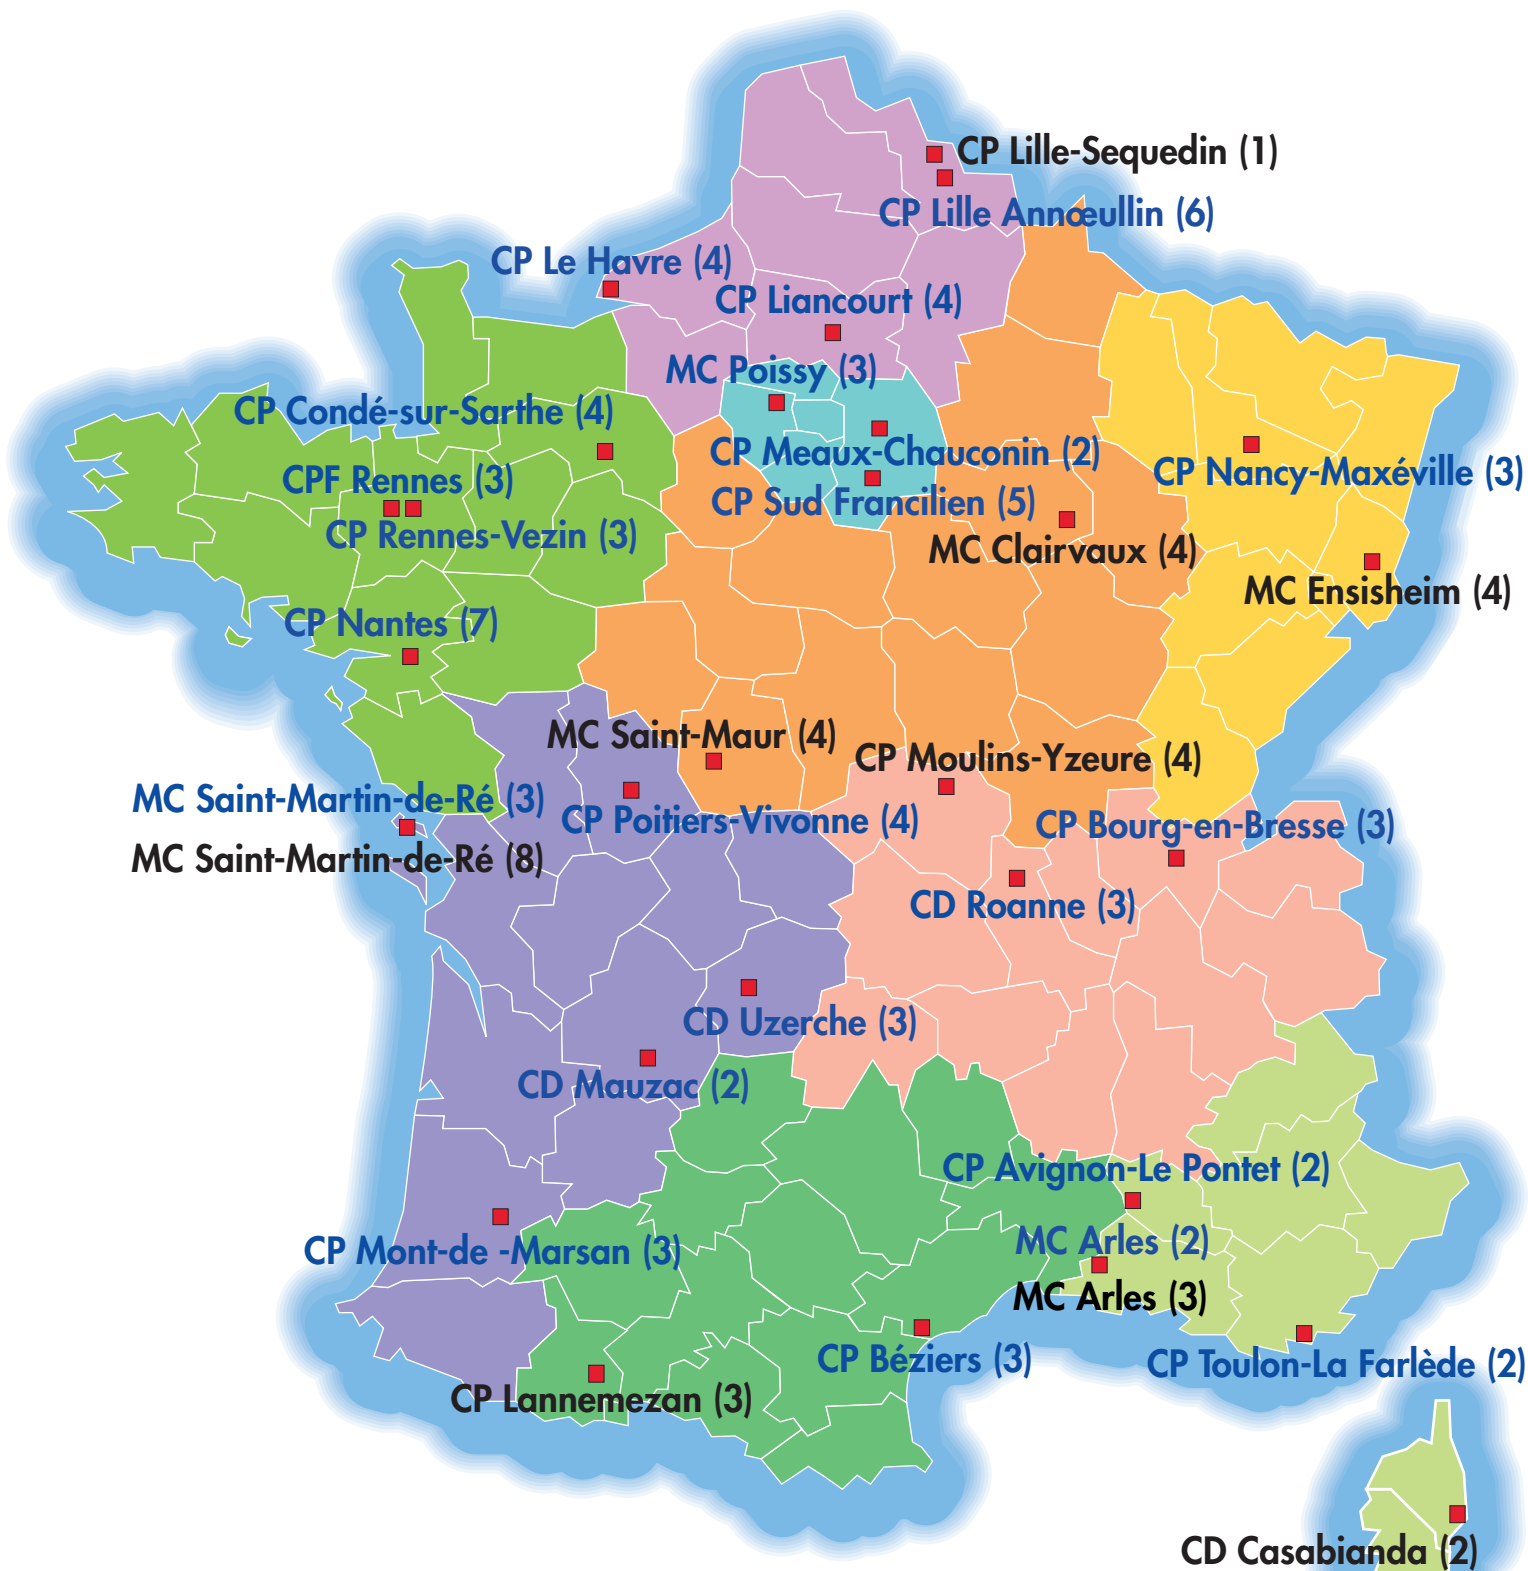 CP Lille-Sequedin (1)
CP Lille Annœullin (6)
CP Le Havre (4)
CP Liancourt (4)
MC Poissy (3)
CP Condé-sur-Sarthe (4)
CP Meaux-Chauconin (2)
CP Nancy-Maxéville (3)
CPF Rennes (3)
CP Sud Francilien (5)
CP Rennes-Vezin (3)
MC Clairvaux (4)
MC Ensisheim (4)
CP Nantes (7)
MC Saint-Maur (4)
CP Moulins-Yzeure (4)
MC Saint-Martin-de-Ré (3)
CP Poitiers-Vivonne (4)
CP Bourg-en-Bresse (3)
MC Saint-Martin-de-Ré (8)
CD Roanne (3)
CD Uzerche (3)
CD Mauzac (2)
CP Avignon-Le Pontet (2)
MC Arles (2)
CP Mont-de -Marsan (3)
MC Arles (3)
CP Béziers (3)
CP Toulon-La Farlède (2)
CP Lannemezan (3)
CD Casabianda (2)